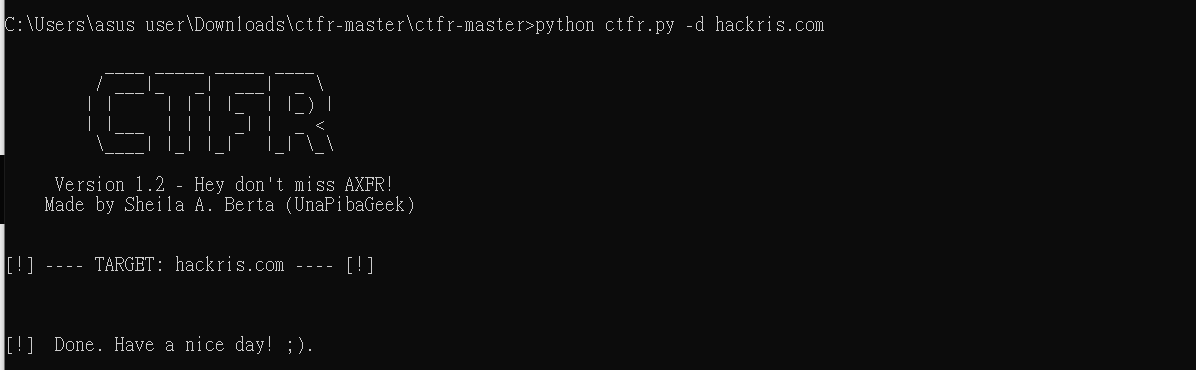 C:\Users\asus user\Downloads\ctfr-master\ctfr-master>python ctfr.py -d hackris.com
CTFR
Version 1.2 - Hey don't miss AXFR!
Made by Sheila A. Berta (UnaPibaGeek)
[!] ---- TARGET: hackris.com ---- [!]
[!]  Done. Have a nice day! ;).